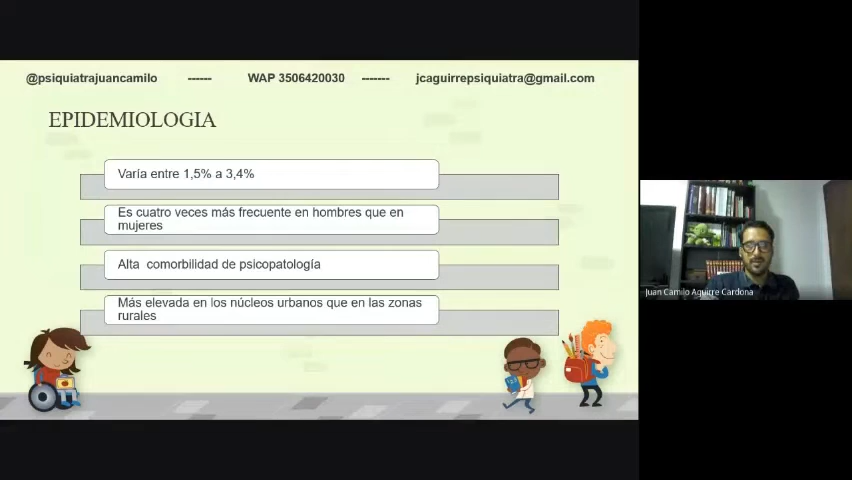 @psiquiatrajuancamilo ------ WAP 3506420030 ------- jcaguirrepsiquiatra@gmail.com
EPIDEMIOLOGIA
Varía entre 1,5% a 3,4%
Es cuatro veces más frecuente en hombres que en
mujeres
Alta comorbilidad de psicopatología
Más elevada en los núcleos urbanos que en las zonas
rurales
Juan Camilo Aguirre Cardona